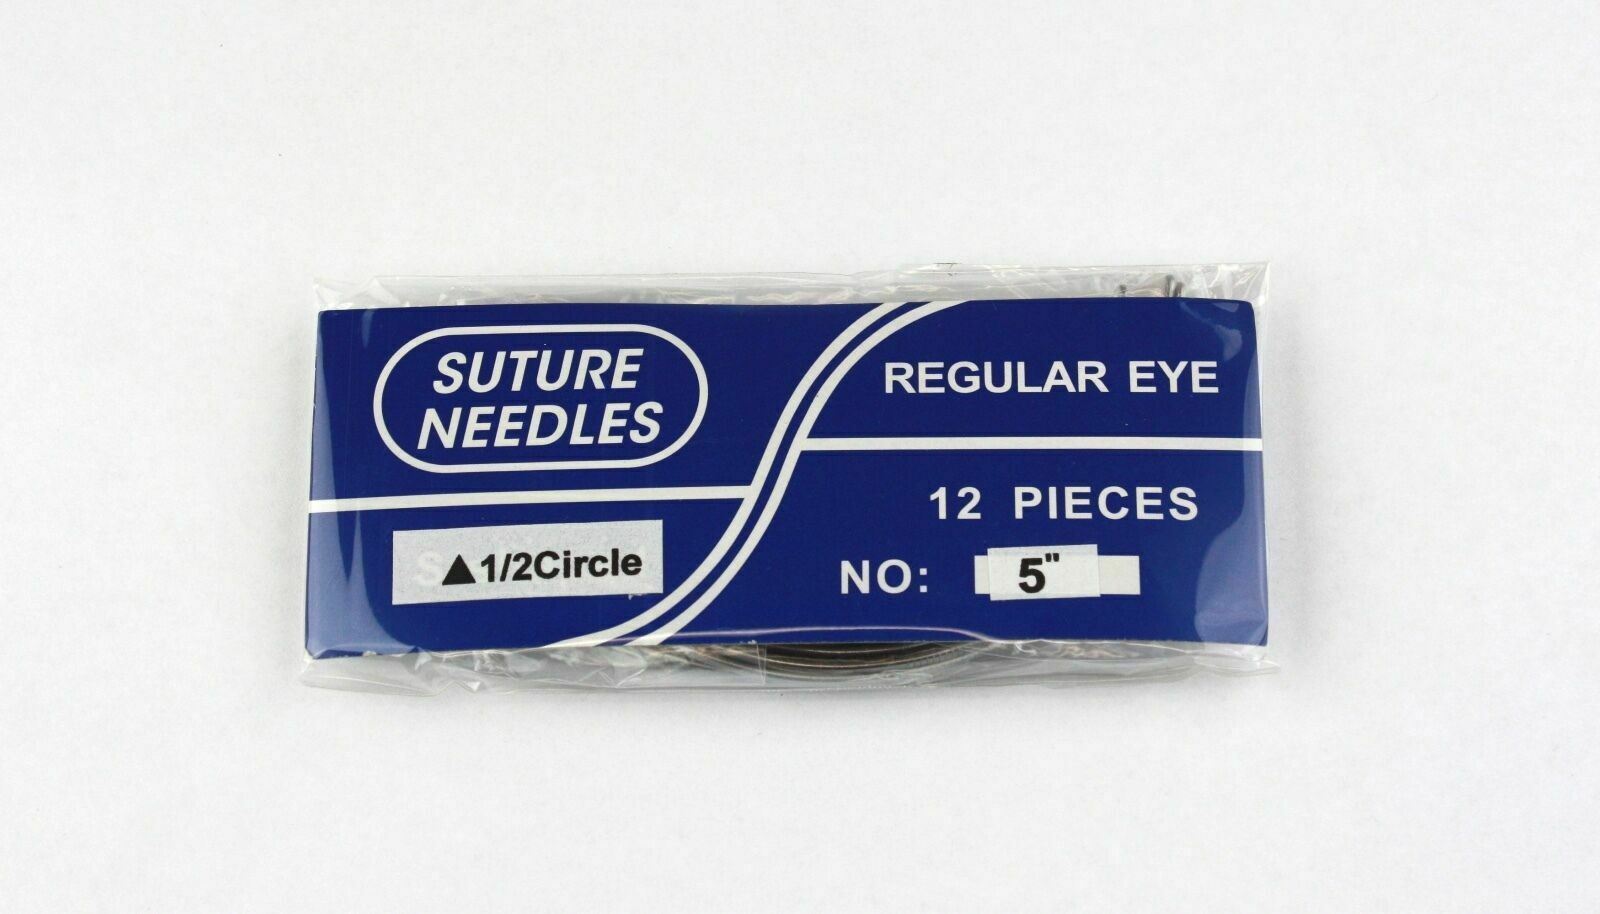 SUTURE
NEEDLES
▲1/2Circle
REGULAR EYE
12 PIECES
NO: 5"